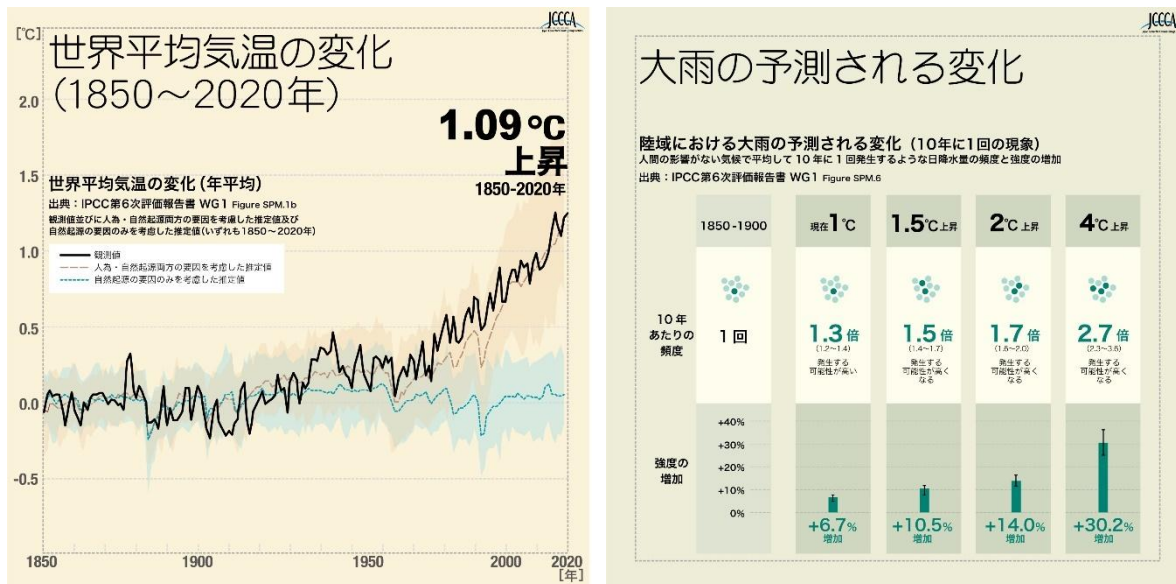 JCCCA
[℃]
世界平均気温の変化
(1850～2020年)
2.0
1.09℃
上昇
1850-2020年
1.5
世界平均気温の変化(年平均)
出典：IPCC第6次評価報告書 WG1 Figure SPM.1b
観測値並びに人為・自然起源両方の要因を考慮した推定値及び
自然起源の要因のみを考慮した推定値(いずれも1850～2020年)
1.0
観測値
人為・自然起源両方の要因を考慮した推定値
自然起源の要因のみを考慮した推定値
0.5
0.0
-0.5
1850
1900
1950
2000
2020
[年]
JCCCA
大雨の予測される変化
陸域における大雨の予測される変化（10年に1回の現象）
人間の影響がない気候で平均して10年に1回発生するような日降水量の頻度と強度の増加
出典：IPCC第6次評価報告書 WG1 Figure SPM.6
1850-1900
現在1℃
1.5℃上昇
2℃上昇
4℃上昇
10年
あたりの
頻度
1回
1.3倍
(1.2～1.4)
発生する
可能性が高い
1.5倍
(1.4～1.7)
発生する
可能性が高く
なる
1.7倍
(1.6～2.0)
発生する
可能性が高く
なる
2.7倍
(2.3～3.6)
発生する
可能性が高く
なる
強度の
増加
+40%
+30%
+20%
+10%
0%
+6.7%
増加
+10.5%
増加
+14.0%
増加
+30.2%
増加